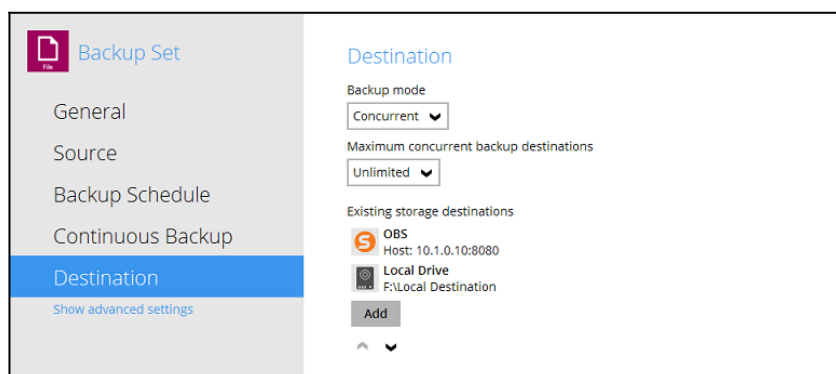 File
Backup Set
General
Source
Backup Schedule
Continuous Backup
Destination
Show advanced settings
Destination
Backup mode
Concurrent
Maximum concurrent backup destinations
Unlimited
Existing storage destinations
OBS
Host: 10.1.0.10:8080
Local Drive
F:\Local Destination
Add